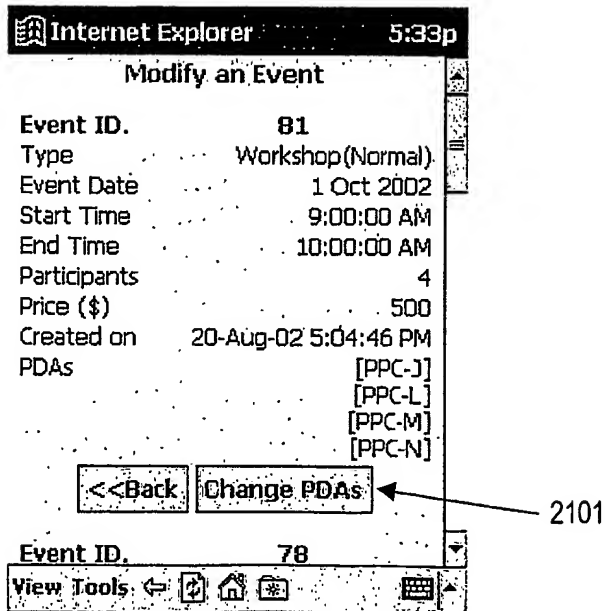 Internet Explorer 5:33p
Modify an Event
Event ID. 81
Type Workshop(Normal)
Event Date 1 Oct 2002
Start Time 9:00:00 AM
End Time 10:00:00 AM
Participants 4
Price ($) 500
Created on 20-Aug-02 5:04:46 PM
PDAs [PPC-J]
[PPC-L]
[PPC-M]
[PPC-N]
<<Back Change PDAs
2101
Event ID. 78
View Tools